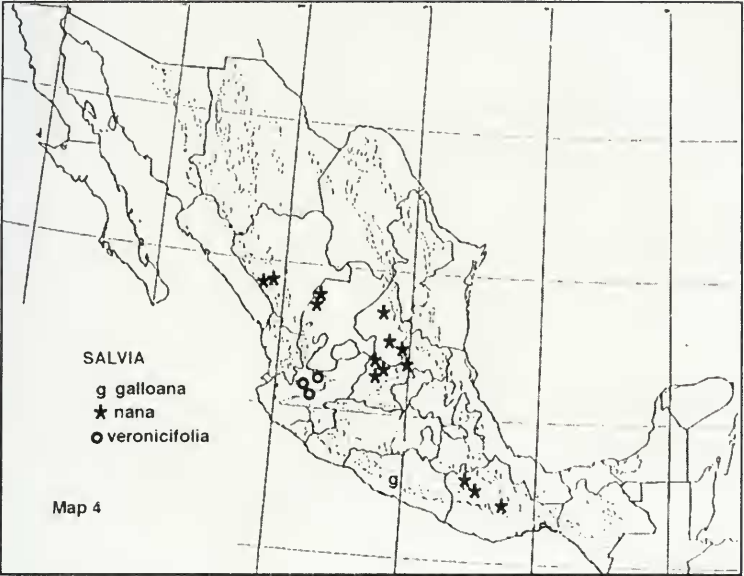 SALVIA
g galloana
★ nana
o veronicifolia
g
Map 4